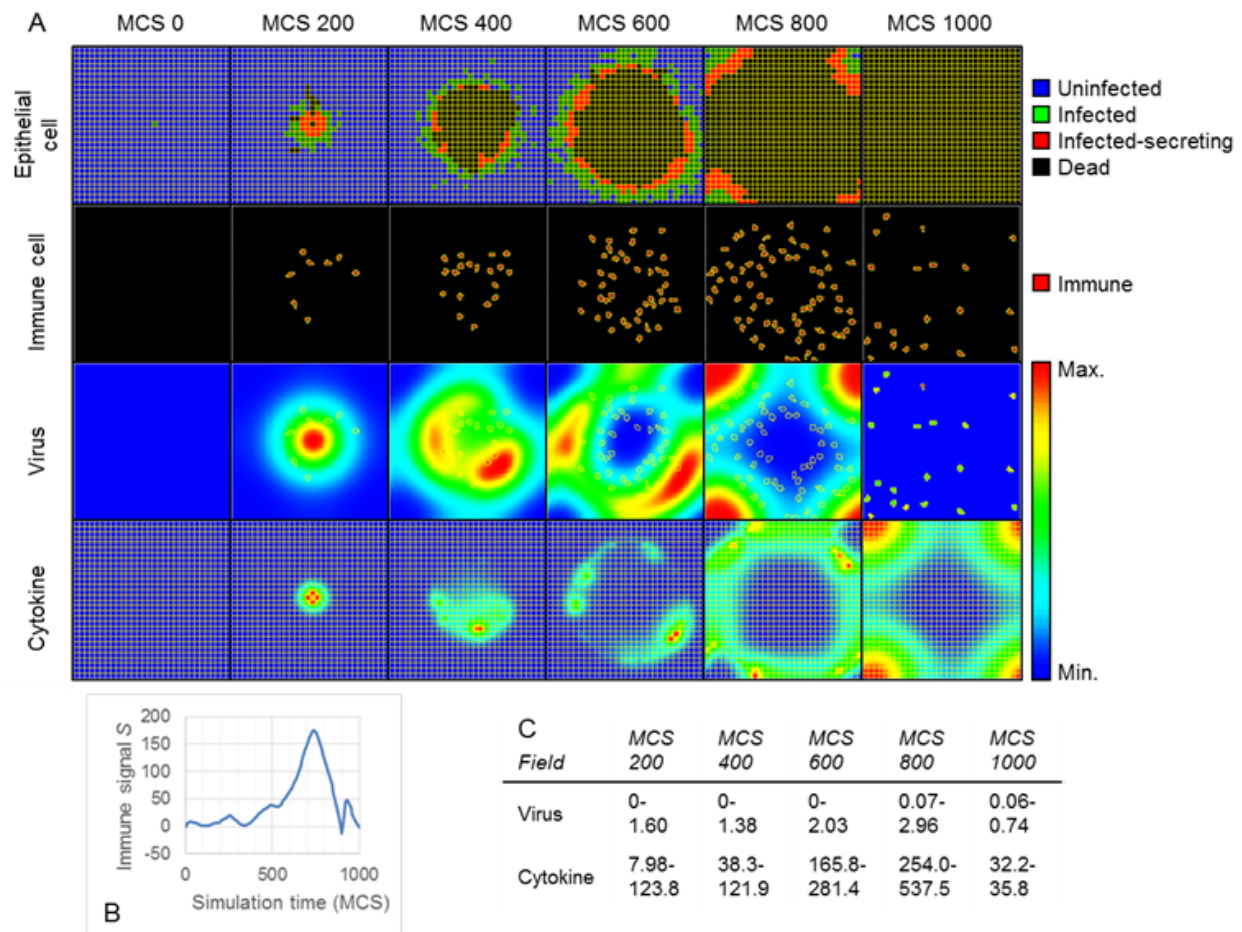 A
MCS 0 MCS 200 MCS 400 MCS 600 MCS 800 MCS 1000
Epithelial
cell
Uninfected
Infected
Infected-secreting
Dead
Immune cell
Immune
Virus
Max.
Cytokine
Min.
Immune signal S
200
150
100
50
0
-50
0 500 1000
Simulation time (MCS)
B
C
Field MCS 200 MCS 400 MCS 600 MCS 800 MCS 1000
Virus 0-1.60 0-1.38 0-2.03 0.07-2.96 0.06-0.74
Cytokine 7.98-123.8 38.3-121.9 165.8-281.4 254.0-537.5 32.2-35.8